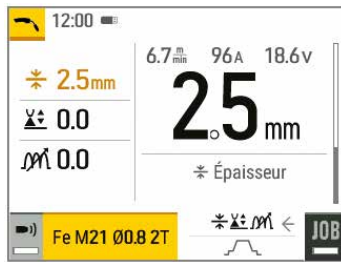 12:00
6.7 m/min 96A 18.6V
2.5mm
0.0
0.0
2.5 mm
Épaisseur
Fe M21 Ø0.8 2T
JOB